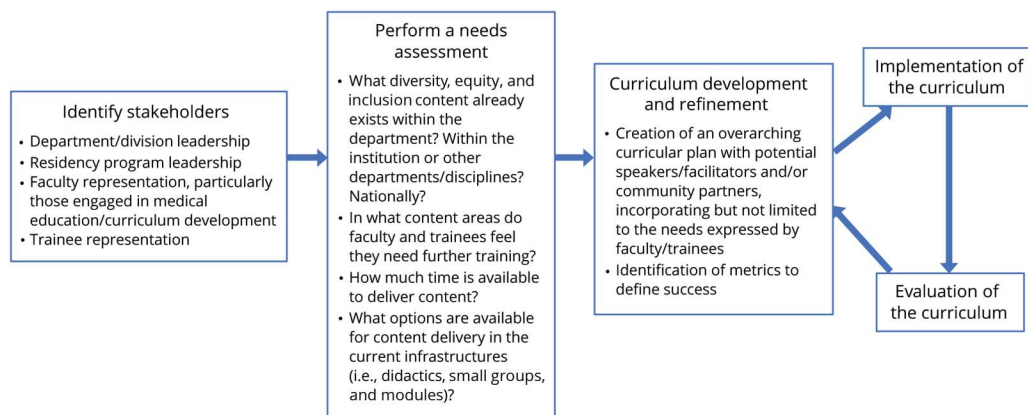 Identify stakeholders
• Department/division leadership
• Residency program leadership
• Faculty representation, particularly
those engaged in medical
education/curriculum development
• Trainee representation
Perform a needs
assessment
• What diversity, equity, and
inclusion content already
exists within the
department? Within the
institution or other
departments/disciplines?
Nationally?
• In what content areas do
faculty and trainees feel
they need further training?
• How much time is available
to deliver content?
• What options are available
for content delivery in the
current infrastructures
(i.e., didactics, small groups,
and modules)?
Curriculum development
and refinement
• Creation of an overarching
curricular plan with potential
speakers/facilitators and/or
community partners,
incorporating but not limited
to the needs expressed by
faculty/trainees
• Identification of metrics to
define success
Implementation of
the curriculum
Evaluation of
the curriculum